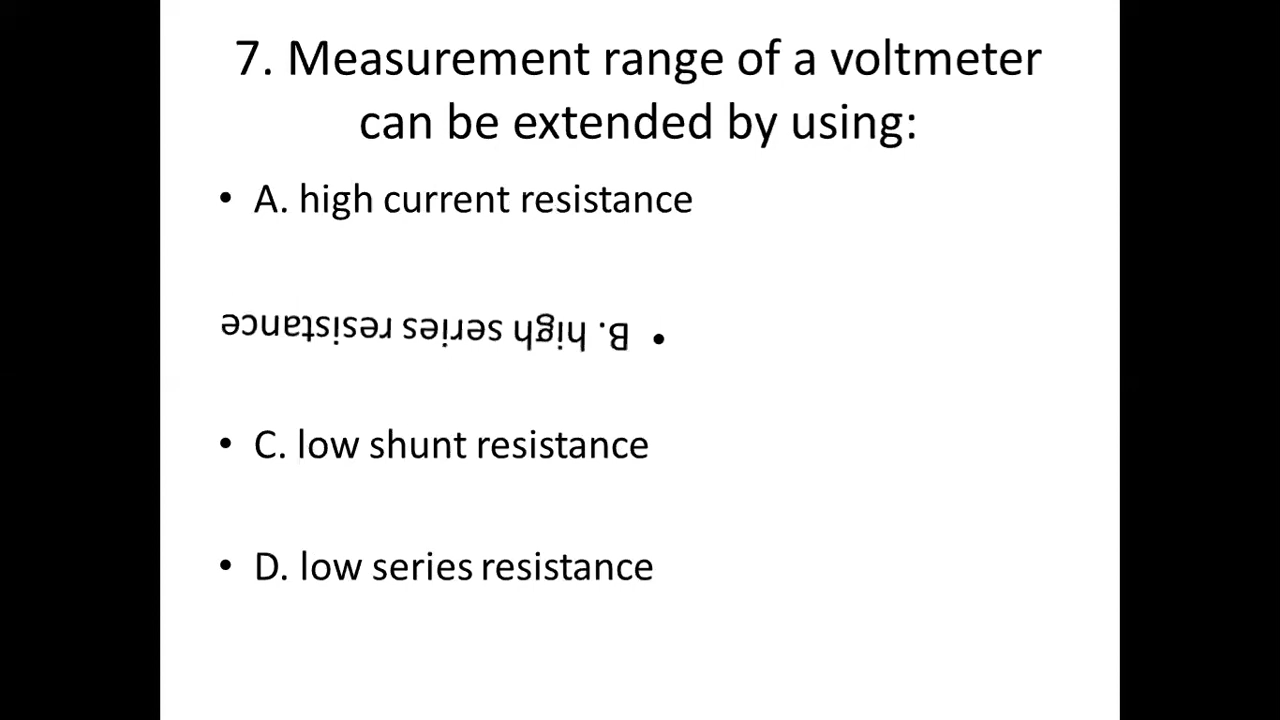 7. Measurement range of a voltmeter
can be extended by using:
• A. high current resistance
• B. high series resistance
• C. low shunt resistance
• D. low series resistance